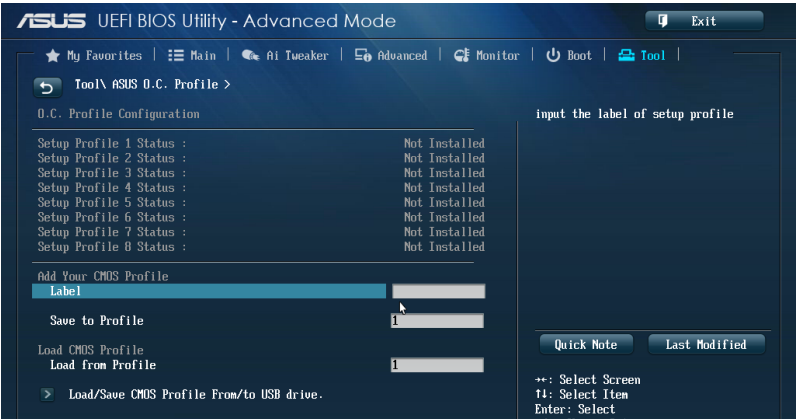 ASUS UEFI BIOS Utility - Advanced Mode
Exit
My Favorites | Main | Ai Tweaker | Advanced | Monitor | Boot | Tool |
Tool\ ASUS O.C. Profile >
O.C. Profile Configuration
input the label of setup profile
Setup Profile 1 Status : Not Installed
Setup Profile 2 Status : Not Installed
Setup Profile 3 Status : Not Installed
Setup Profile 4 Status : Not Installed
Setup Profile 5 Status : Not Installed
Setup Profile 6 Status : Not Installed
Setup Profile 7 Status : Not Installed
Setup Profile 8 Status : Not Installed
Add Your CMOS Profile
Label
Save to Profile 1
Load CMOS Profile
Load from Profile 1
> Load/Save CMOS Profile From/to USB drive.
Quick Note Last Modified
→←: Select Screen
↑↓: Select Item
Enter: Select